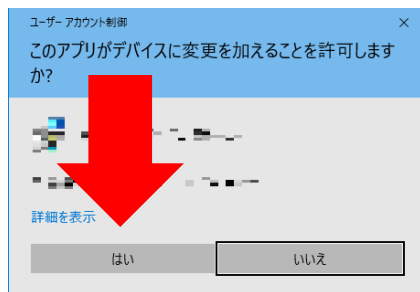 ユーザー アカウント制御
このアプリがデバイスに変更を加えることを許可します
か?
詳細を表示
はい
いいえ